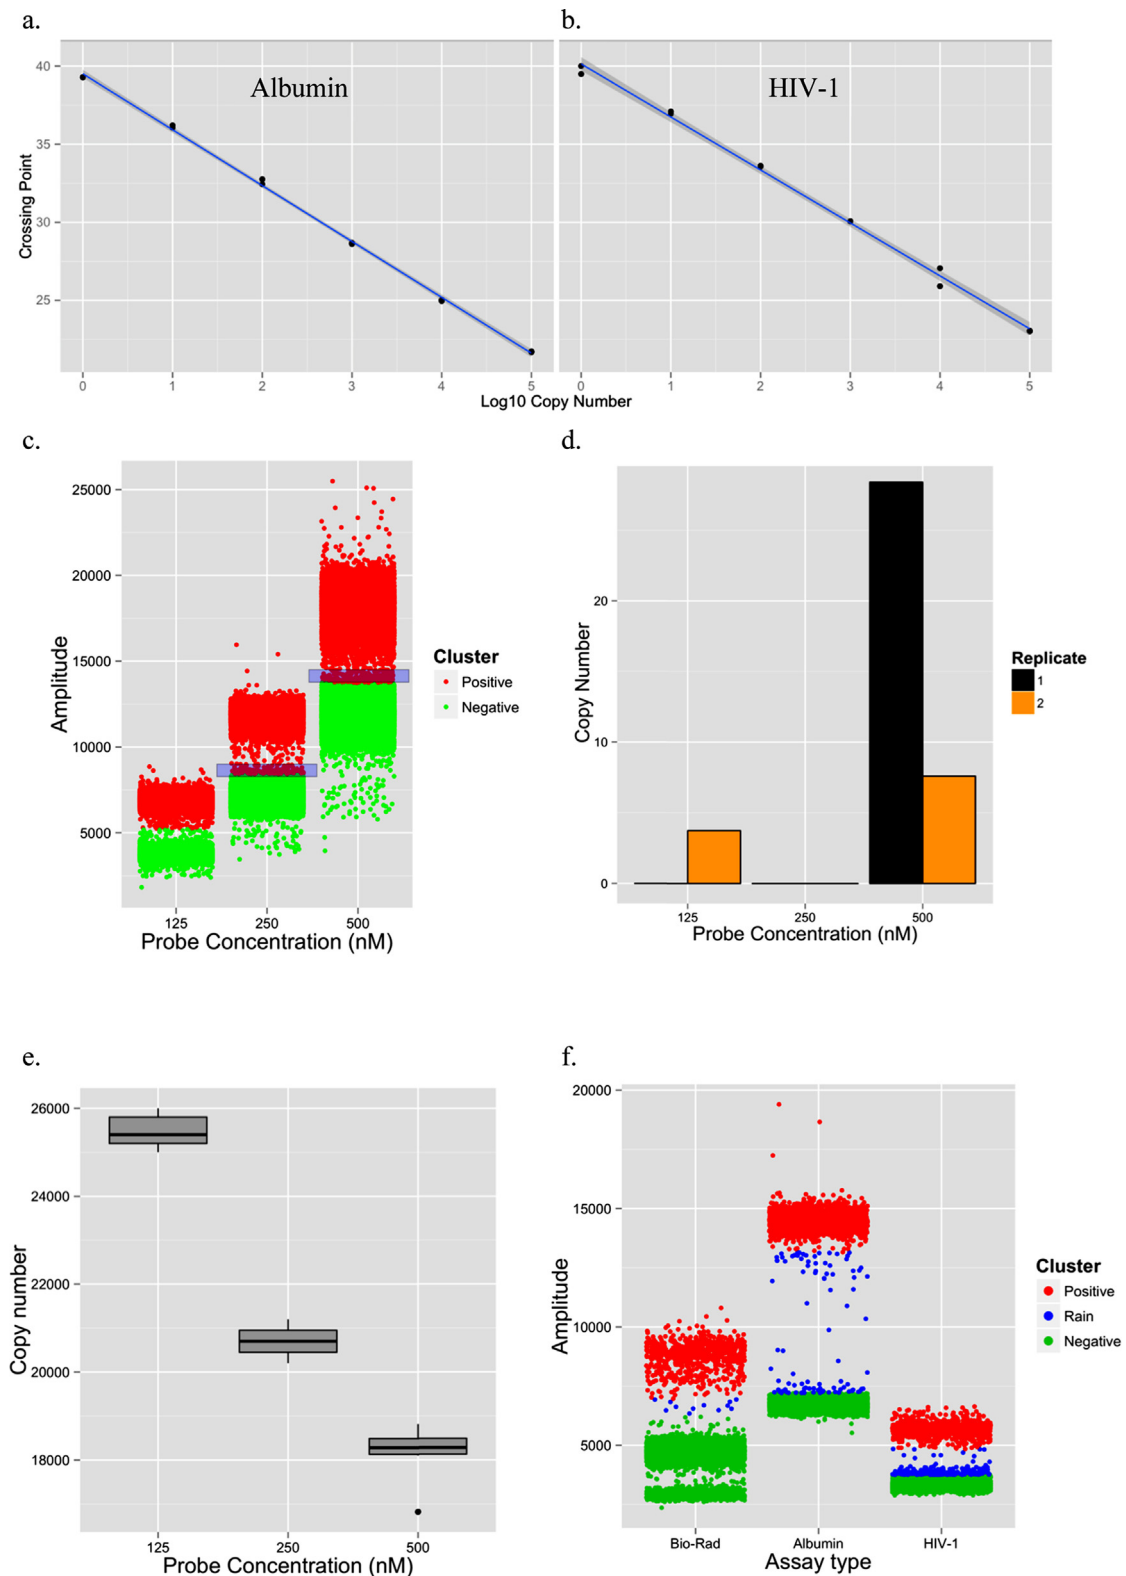 a.
b.
Albumin
HIV-1
Crossing Point
40
35
30
25
0 1 2 3 4 5
0 1 2 3 4 5
Log10 Copy Number
c.
d.
Amplitude
25000
20000
15000
10000
5000
125 250 500
Probe Concentration (nM)
Cluster
Positive
Negative
Copy Number
20
10
0
125 250 500
Probe Concentration (nM)
Replicate
1
2
e.
f.
Copy number
26000
24000
22000
20000
18000
125 250 500
Probe Concentration (nM)
Amplitude
20000
15000
10000
5000
Bio-Rad Albumin HIV-1
Assay type
Cluster
Positive
Rain
Negative